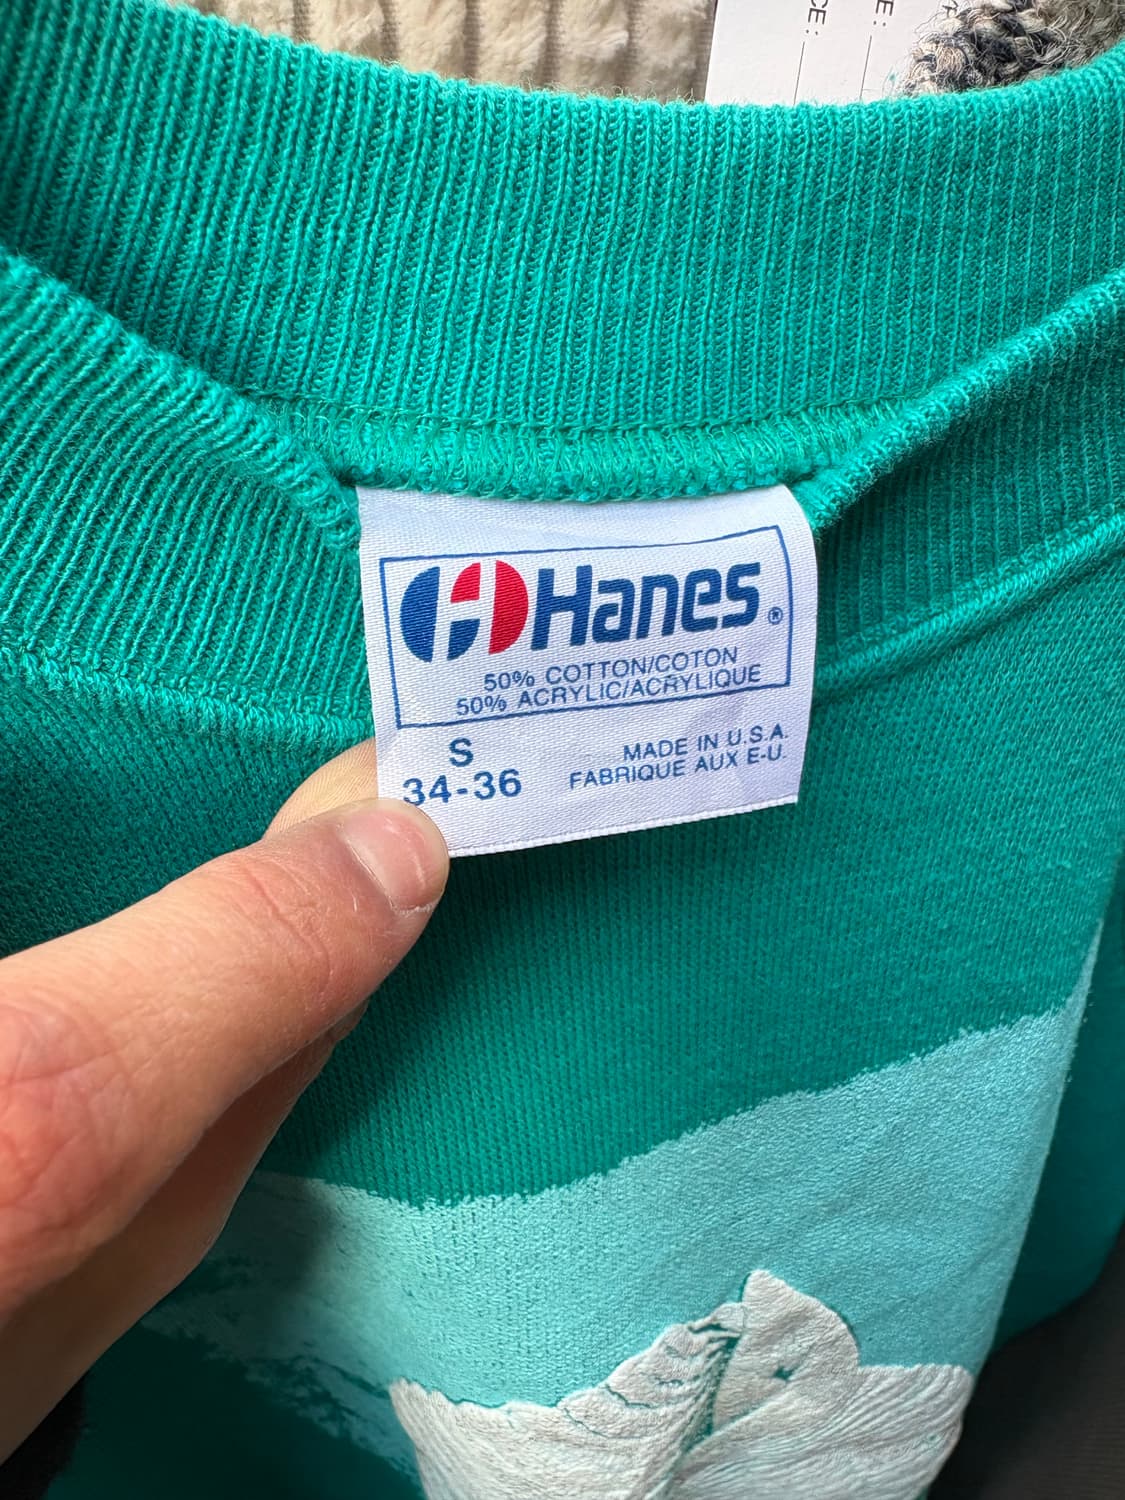 Hanes®
50% COTTON/COTON
50% ACRYLIC/ACRYLIQUE
S
34-36
MADE IN U.S.A.
FABRIQUE AUX E-U.